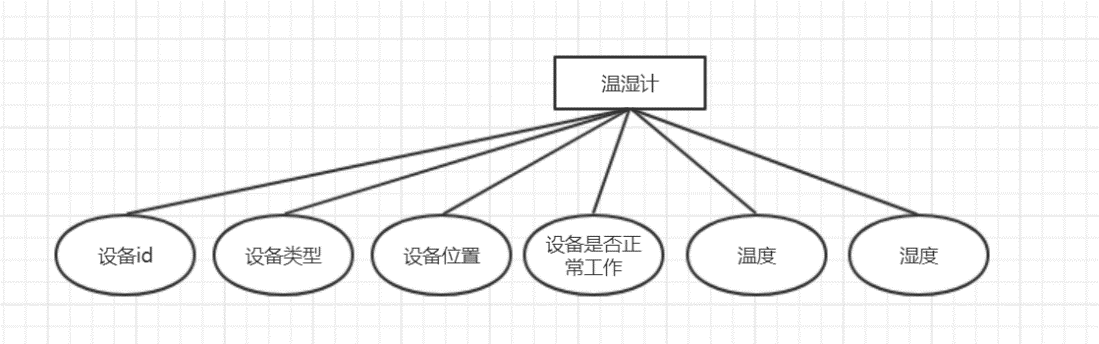 温湿计
设备id
设备类型
设备位置
设备是否正
常工作
温度
湿度